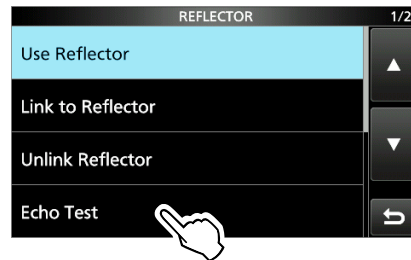 REFLECTOR 1/2
Use Reflector
Link to Reflector
Unlink Reflector
Echo Test